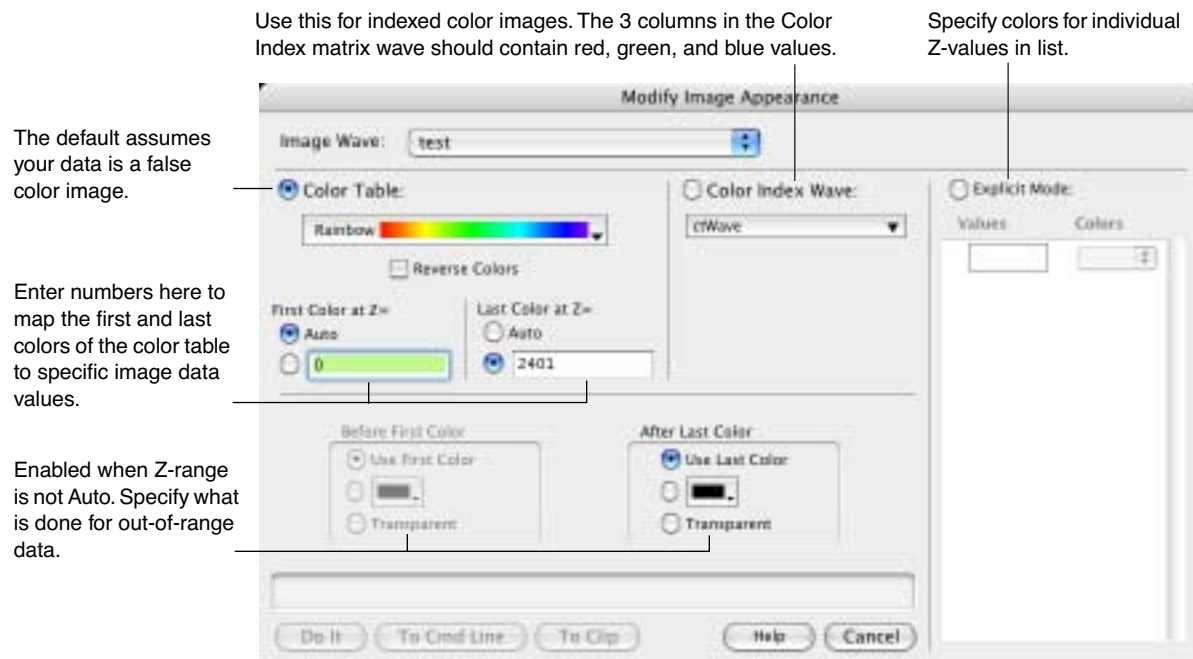 Use this for indexed color images. The 3 columns in the Color
Index matrix wave should contain red, green, and blue values.
Specify colors for individual
Z-values in list.
Modify Image Appearance
The default assumes
your data is a false
color image.
Image Wave: test
Color Table:
Rainbow
Reverse Colors
Color Index Wave:
ctWave
Explicit Mode:
Values Colors
Enter numbers here to
map the first and last
colors of the color table
to specific image data
values.
First Color at Z=
Auto
0
Last Color at Z=
Auto
2401
Enabled when Z-range
is not Auto. Specify what
is done for out-of-range
data.
Before First Color
Use First Color
Transparent
After Last Color
Use Last Color
Transparent
Do It To Cmd Line To Clip Help Cancel